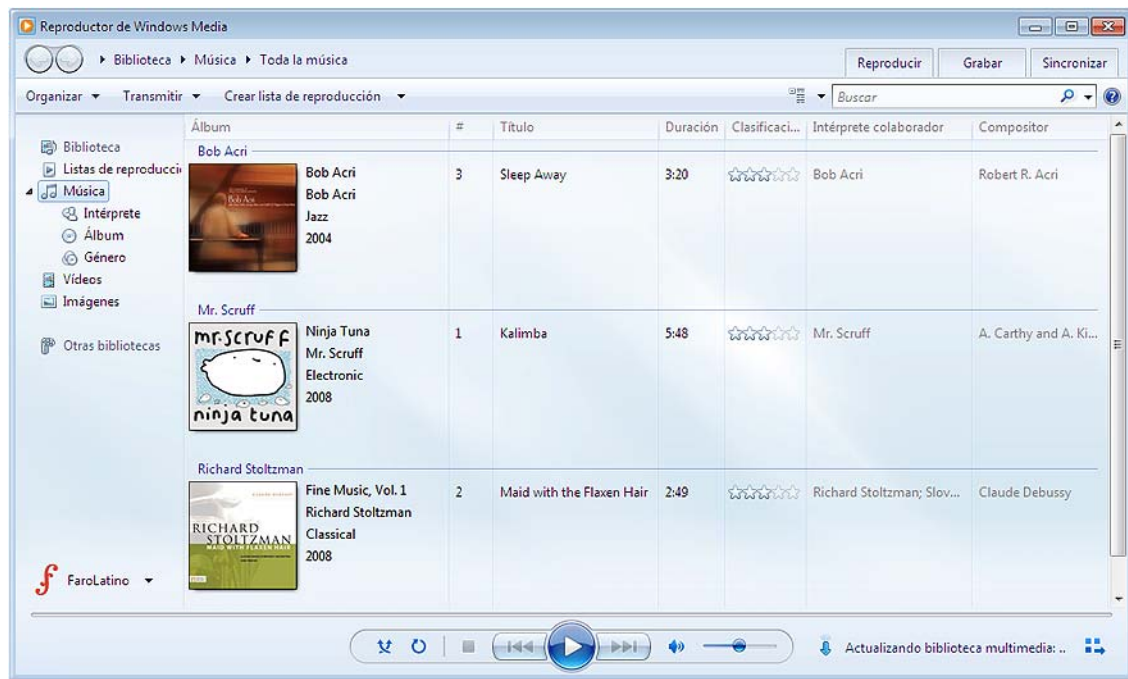 Reproductor de Windows Media
Biblioteca Música Toda la música
Reproducir Grabar Sincronizar
Organizar Transmitir Crear lista de reproducción
Buscar
Álbum # Título Duración Clasificaci... Intérprete colaborador Compositor
Biblioteca
Listas de reproducci
Música
Intérprete
Álbum
Género
Vídeos
Imágenes
Otras bibliotecas
FaroLatino
Bob Acri
Bob Acri
Bob Acri 3 Sleep Away 3:20 Bob Acri Robert R. Acri
Bob Acri
Jazz
2004
Mr. Scruff
mr.scruff
ninja tuna
Ninja Tuna 1 Kalimba 5:48 Mr. Scruff A. Carthy and A. Ki...
Mr. Scruff
Electronic
2008
Richard Stoltzman
RICHARD
STOLTZMAN
MAID WITH FLAXEN HAIR
Fine Music, Vol. 1 2 Maid with the Flaxen Hair 2:49 Richard Stoltzman; Slov... Claude Debussy
Richard Stoltzman
Classical
2008
Actualizando biblioteca multimedia: ..